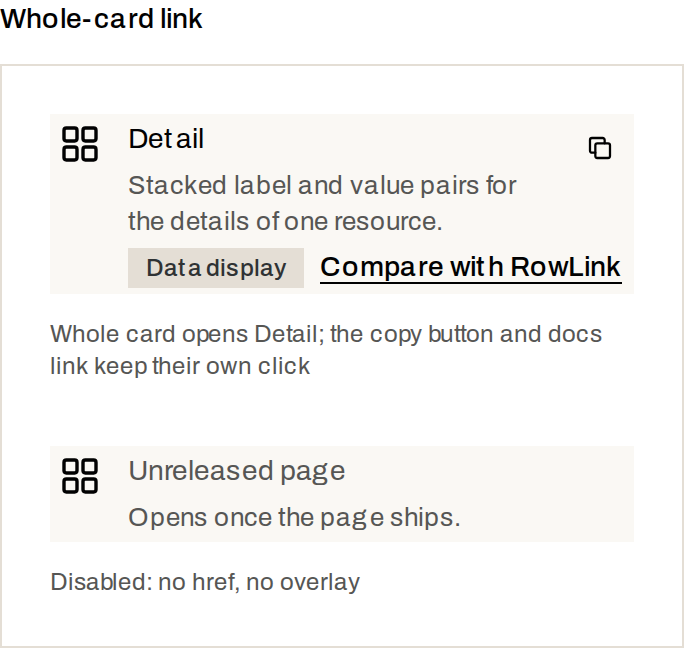 Whole-card link
Detail
Stacked label and value pairs for
the details of one resource.
Data display
Compare with RowLink
Whole card opens Detail; the copy button and docs
link keep their own click
Unreleased page
Opens once the page ships.
Disabled: no href, no overlay